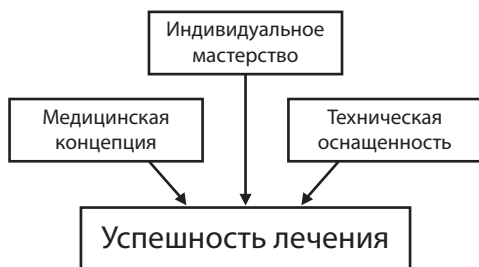 Индивидуальное
мастерство
Медицинская
концепция
Техническая
оснащенность
Успешность лечения